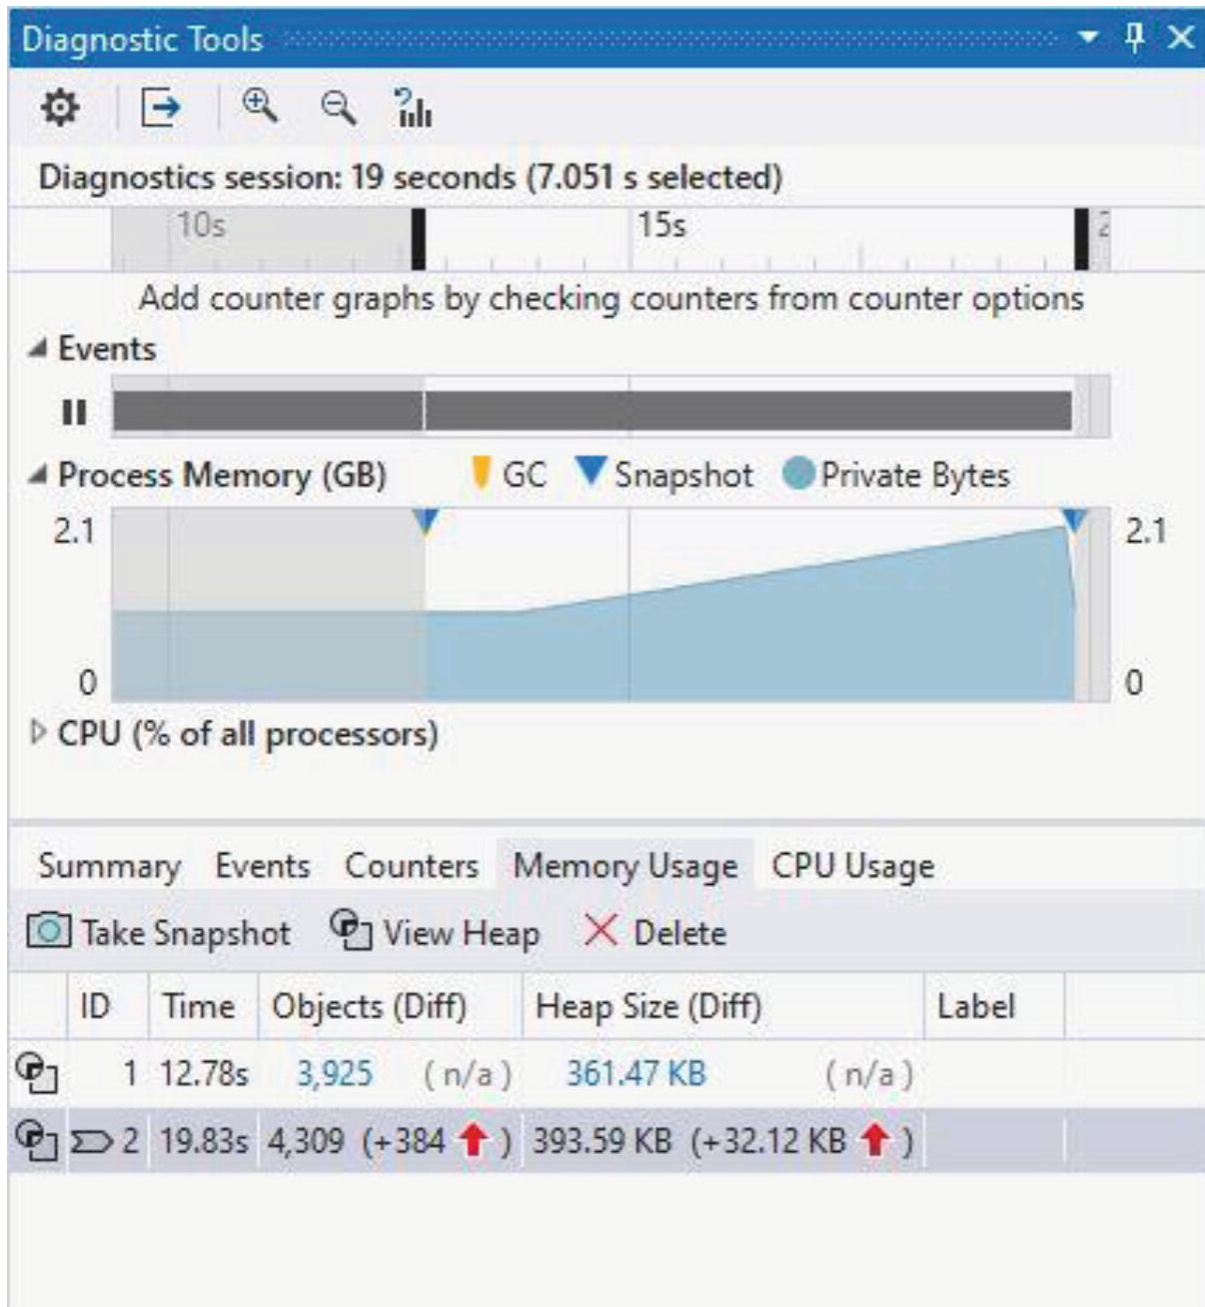 Diagnostic Tools
Diagnostics session: 19 seconds (7.051 s selected)
10s 15s 2
Add counter graphs by checking counters from counter options
Events
Process Memory (GB) GC Snapshot Private Bytes
2.1 2.1
0 0
CPU (% of all processors)
Summary Events Counters Memory Usage CPU Usage
Take Snapshot View Heap Delete
ID Time Objects (Diff) Heap Size (Diff) Label
1 12.78s 3,925 (n/a) 361.47 KB (n/a)
2 19.83s 4,309 (+384 ) 393.59 KB (+32.12 KB )